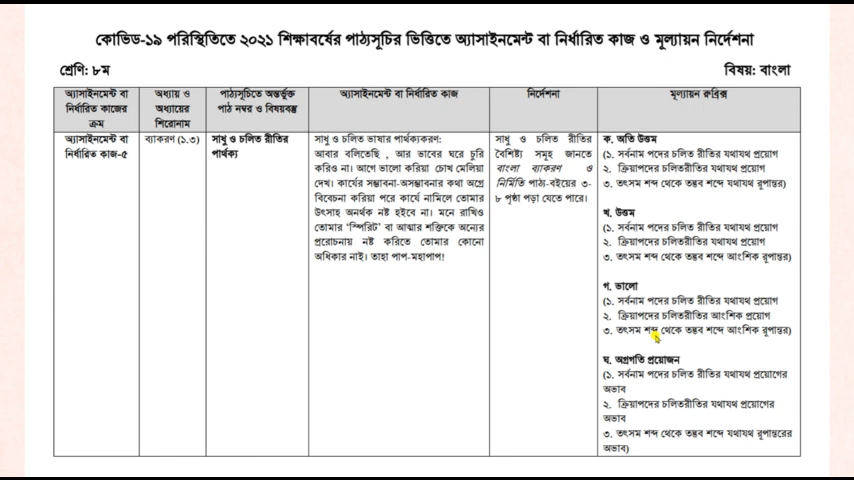 কোভিড-১৯ পরিস্থিতিতে ২০২১ শিক্ষাবর্ষের পাঠ্যসূচির ভিত্তিতে অ্যাসাইনমেন্ট বা নির্ধারিত কাজ ও মূল্যায়ন নির্দেশনা
শ্রেণি: ৮ম
বিষয়: বাংলা
অ্যাসাইনমেন্ট বা
নির্ধারিত কাজের
ক্রম
অধ্যায় ও
অধ্যায়ের
শিরোনাম
পাঠ্যসূচিতে অন্তর্ভুক্ত
পাঠ নম্বর ও বিষয়বস্তু
অ্যাসাইনমেন্ট বা নির্ধারিত কাজ
নির্দেশনা
মূল্যায়ন রুব্রিক্স
অ্যাসাইনমেন্ট বা
নির্ধারিত কাজ-৫
ব্যাকরণ (১.৩)
সাধু ও চলিত রীতির
পার্থক্য
সাধু ও চলিত ভাষার পার্থক্যকরণ:
আবার বলিতেছি , আর ভাবের ঘরে চুরি
করিও না। আগে ভালো করিয়া চোখ মেলিয়া
দেখ। কার্যের সম্ভাবনা-অসম্ভাবনার কথা অগ্রে
বিবেচনা করিয়া পরে কার্যে নামিলে তোমার
উৎসাহ অনর্থক নষ্ট হইবে না। মনে রাখিও
তোমার ‘স্পিরিট’ বা আত্মার শক্তিকে অন্যের
প্ররোচনায় নষ্ট করিতে তোমার কোনো
অধিকার নাই। তাহা পাপ-মহাপাপ!
সাধু ও চলিত রীতির
বৈশিষ্ট্য সমূহ জানতে
বাংলা ব্যাকরণ ও
নির্মিতি পাঠ্য-বইয়ের ৩-
৮ পৃষ্ঠা পড়া যেতে পারে।
ক. অতি উত্তম
(১. সর্বনাম পদের চলিত রীতির যথাযথ প্রয়োগ
২. ক্রিয়াপদের চলিতরীতির যথাযথ প্রয়োগ
৩. তৎসম শব্দ থেকে তদ্ভব শব্দে যথাযথ রূপান্তর)
খ. উত্তম
(১. সর্বনাম পদের চলিত রীতির যথাযথ প্রয়োগ
২. ক্রিয়াপদের চলিতরীতির যথাযথ প্রয়োগ
৩. তৎসম শব্দ থেকে তদ্ভব শব্দে আংশিক রূপান্তর)
গ. ভালো
(১. সর্বনাম পদের চলিত রীতির যথাযথ প্রয়োগ
২. ক্রিয়াপদের চলিতরীতির আংশিক প্রয়োগ
৩. তৎসম শব্দ থেকে তদ্ভব শব্দে আংশিক রূপান্তর)
ঘ. অগ্রগতি প্রয়োজন
(১. সর্বনাম পদের চলিত রীতির যথাযথ প্রয়োগের
অভাব
২. ক্রিয়াপদের চলিতরীতির যথাযথ প্রয়োগের
অভাব
৩. তৎসম শব্দ থেকে তদ্ভব শব্দে যথাযথ রূপান্তরের
অভাব)